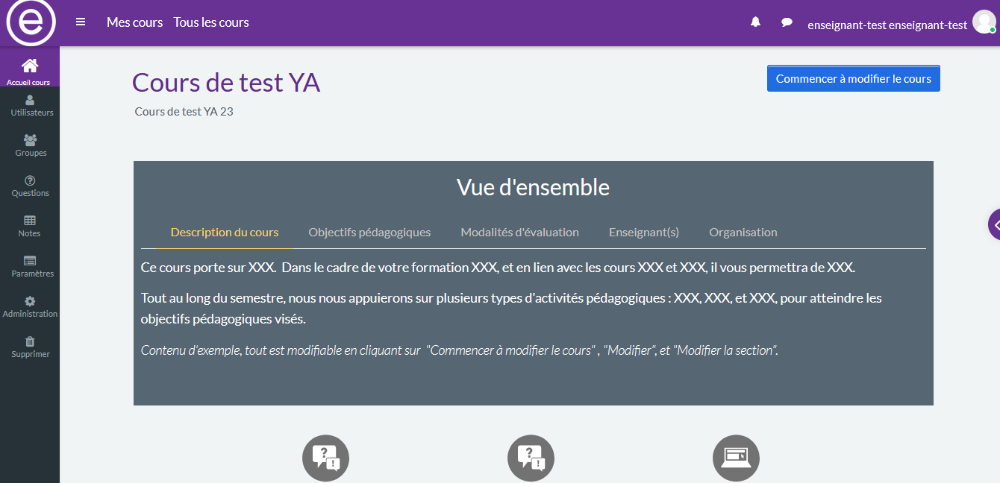 e
Mes cours Tous les cours
enseignant-test enseignant-test
Accueil cours
Utilisateurs
Groupes
Questions
Notes
Paramètres
Administration
Supprimer
Cours de test YA
Commencer à modifier le cours
Cours de test YA 23
Vue d'ensemble
Description du cours Objectifs pédagogiques Modalités d'évaluation Enseignant(s) Organisation
Ce cours porte sur XXX. Dans le cadre de votre formation XXX, et en lien avec les cours XXX et XXX, il vous permettra de XXX.
Tout au long du semestre, nous nous appuierons sur plusieurs types d'activités pédagogiques : XXX, XXX, et XXX, pour atteindre les
objectifs pédagogiques visés.
Contenu d'exemple, tout est modifiable en cliquant sur "Commencer à modifier le cours" , "Modifier", et "Modifier la section".